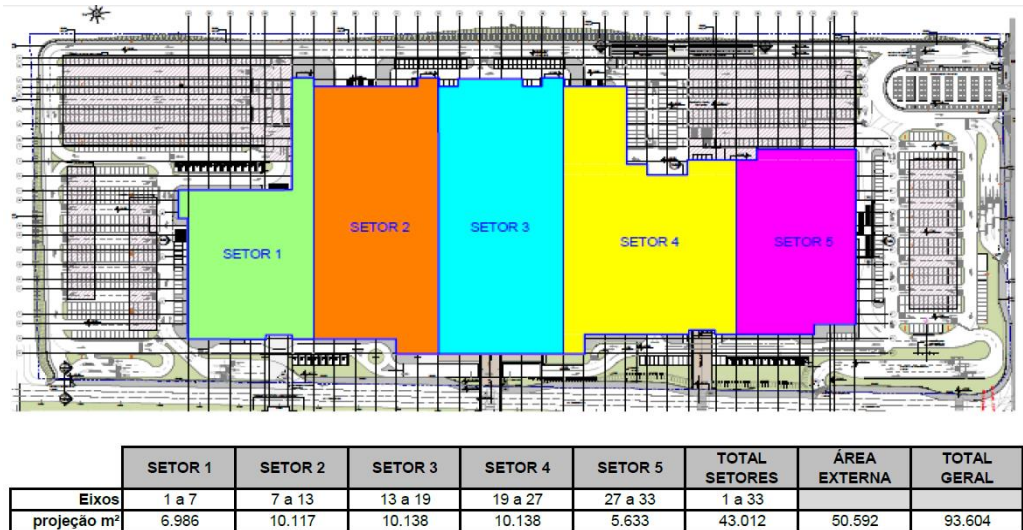 SETOR 1
SETOR 2
SETOR 3
SETOR 4
SETOR 5
SETOR 1 SETOR 2 SETOR 3 SETOR 4 SETOR 5 TOTAL SETORES ÁREA EXTERNA TOTAL GERAL
Eixos 1 a 7 7 a 13 13 a 19 19 a 27 27 a 33 1 a 33
projeção m² 6.986 10.117 10.138 10.138 5.633 43.012 50.592 93.604